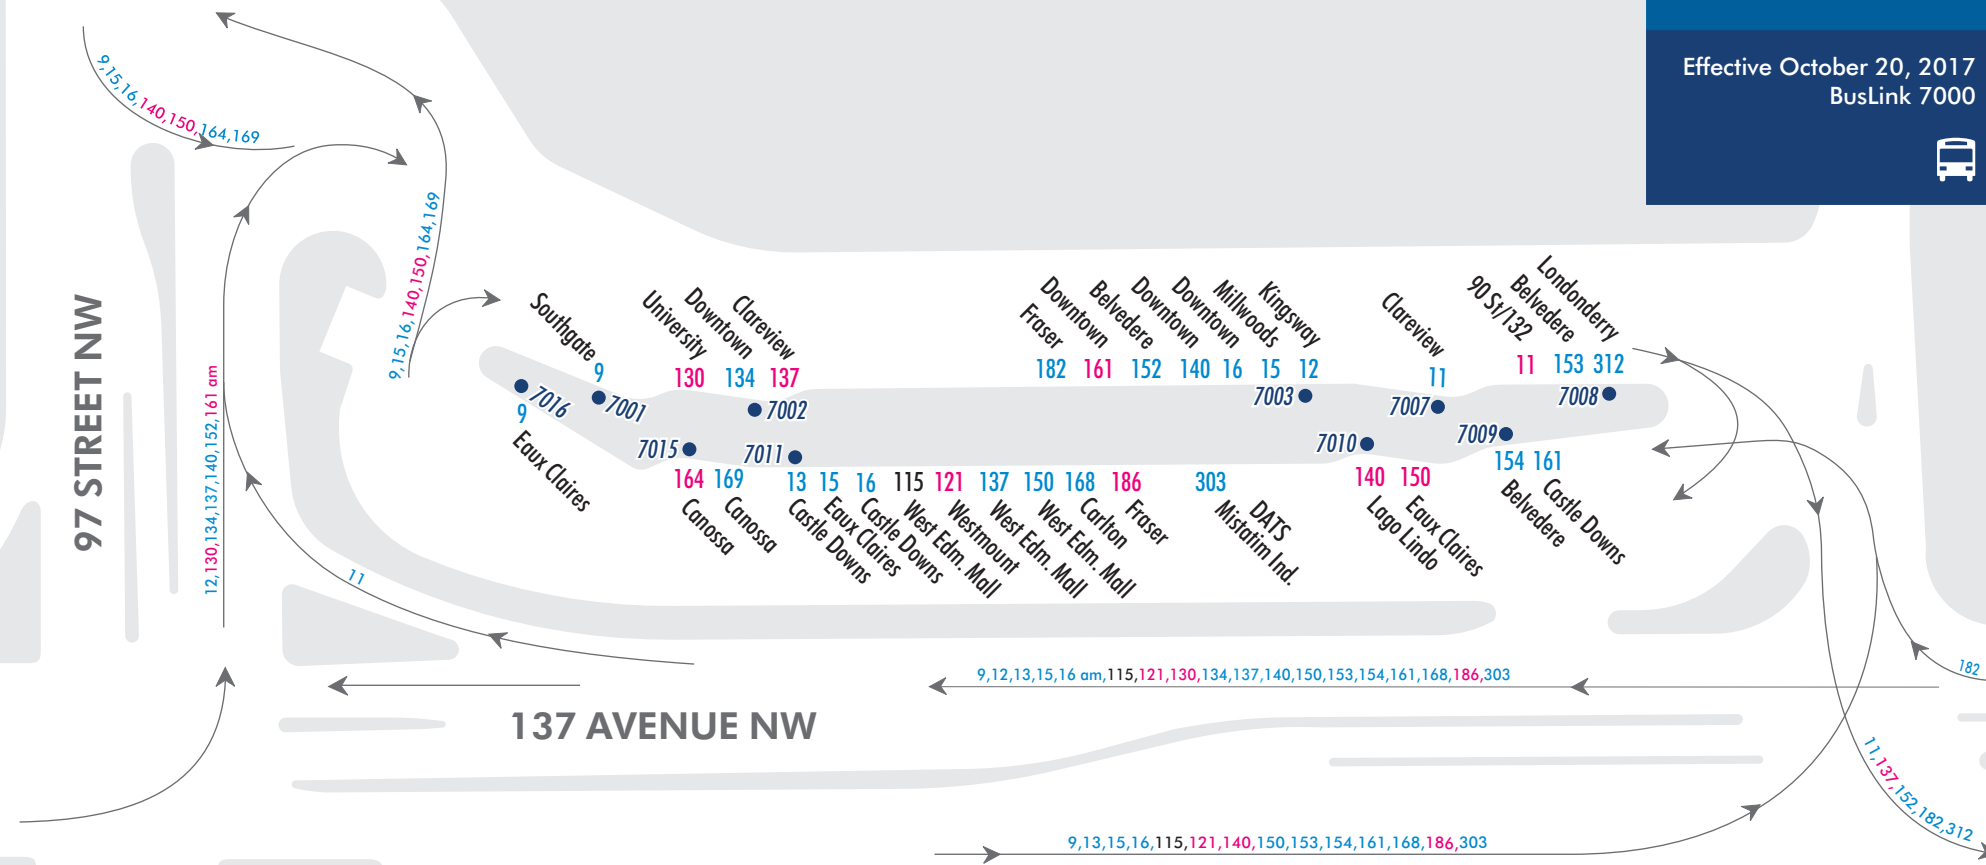 Effective October 20, 2017
BusLink 7000
9,15,16,140,150,164,169
9,15,16,140,150,164,169
12,130,134,137,140,152,161 am
97 STREET NW
11
Southgate
9
University
130
Downtown
134
Clareview
137
Fraser
182
Downtown
161
Belvedere
152
Downtown
140
Downtown
16
Millwoods
15
Kingsway
12
Clareview
11
90 St/132
11
Belvedere
153
Londonderry
312
7016
7001
7002
7003
7007
7008
7015
7011
7010
7009
9
Eaux Claires
164
Canossa
169
Canossa
13
Castle Downs
15
Eaux Claires
16
Castle Downs
115
West Edm. Mall
121
Westmount
137
West Edm. Mall
150
West Edm. Mall
168
Carlton
186
Fraser
303
Mistatim Ind.
DATS
140
Lago Lindo
150
Eaux Claires
154
Belvedere
161
Castle Downs
9,12,13,15,16 am,115,121,130,134,137,140,150,153,154,161,168,186,303
182
137 AVENUE NW
11,137,152,182,312
9,13,15,16,115,121,140,150,153,154,161,168,186,303